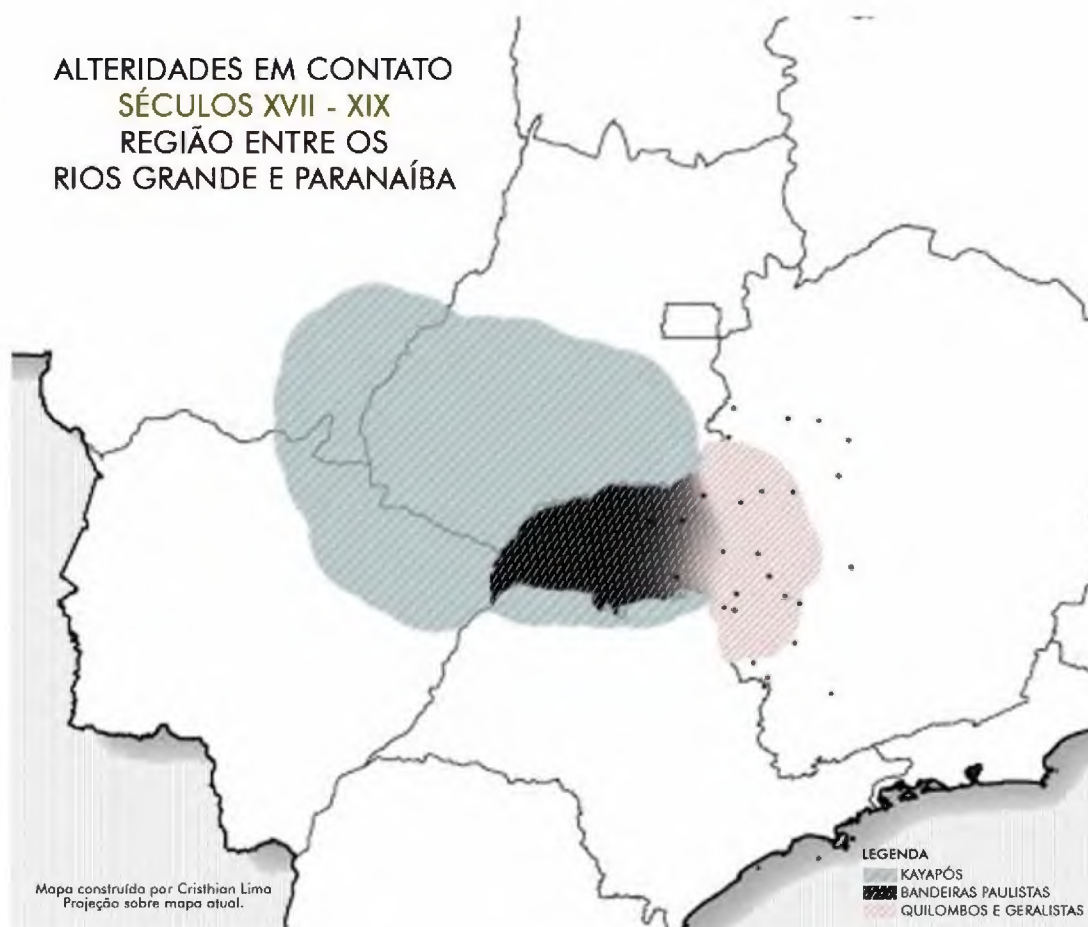 ALTERIDADES EM CONTATO
SÉCULOS XVII - XIX
REGIÃO ENTRE OS
RIOS GRANDE E PARANAÍBA
Mapa construída por Cristhian Lima
Projeção sobre mapa atual.
LEGENDA
KAYAPÓS
BANDEIRAS PAULISTAS
QUILOMBOS E GERALISTAS